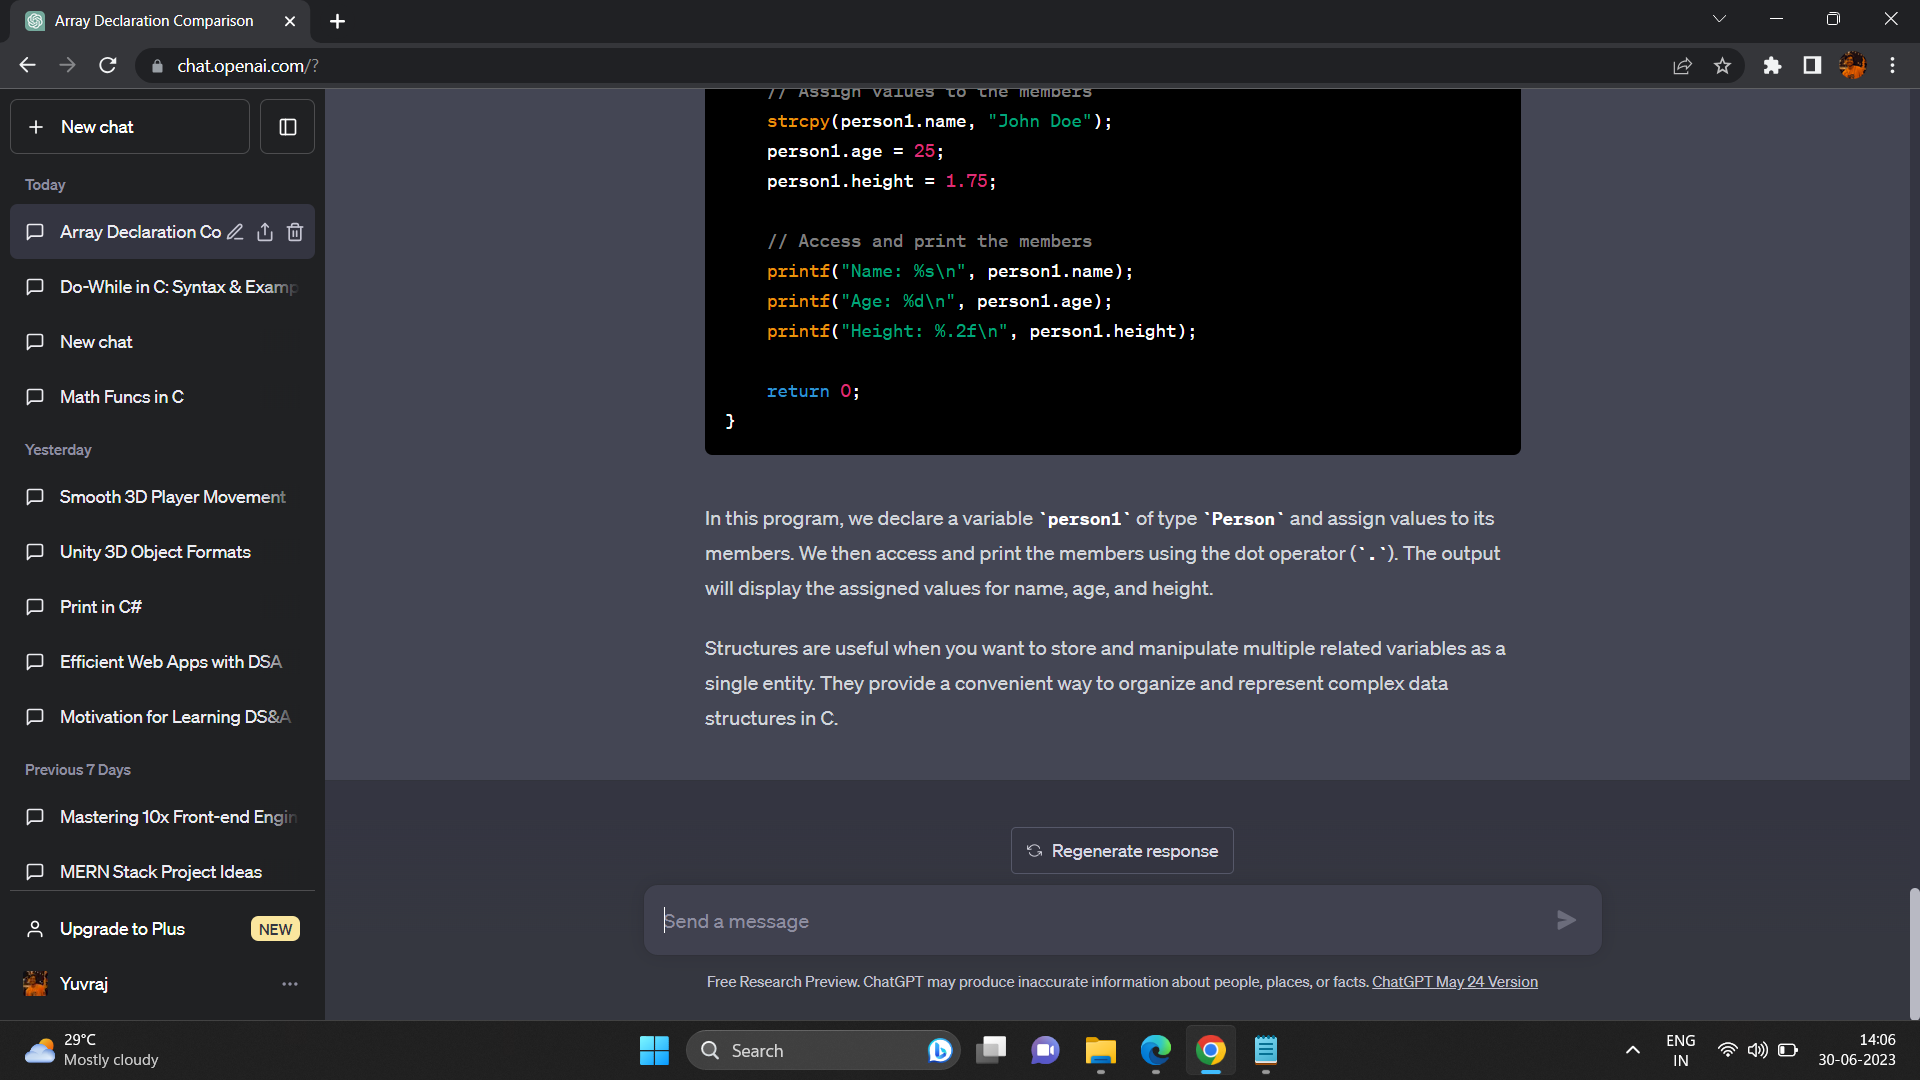 Array Declaration Comparison
chat.openai.com/?
New chat
Today
Array Declaration Co
Do-While in C: Syntax & Examp
New chat
Math Funcs in C
Yesterday
Smooth 3D Player Movement
Unity 3D Object Formats
Print in C#
Efficient Web Apps with DSA
Motivation for Learning DS&A
Previous 7 Days
Mastering 10x Front-end Engin
MERN Stack Project Ideas
Upgrade to Plus NEW
Yuvraj
// Assign values to the members
strcpy(person1.name, "John Doe");
person1.age = 25;
person1.height = 1.75;
// Access and print the members
printf("Name: %s\n", person1.name);
printf("Age: %d\n", person1.age);
printf("Height: %.2f\n", person1.height);
return 0;
}
In this program, we declare a variable `person1` of type `Person` and assign values to its
members. We then access and print the members using the dot operator (`.`). The output
will display the assigned values for name, age, and height.
Structures are useful when you want to store and manipulate multiple related variables as a
single entity. They provide a convenient way to organize and represent complex data
structures in C.
Regenerate response
Send a message
Free Research Preview. ChatGPT may produce inaccurate information about people, places, or facts. ChatGPT May 24 Version
29°C
Mostly cloudy
Search
ENG
IN
14:06
30-06-2023